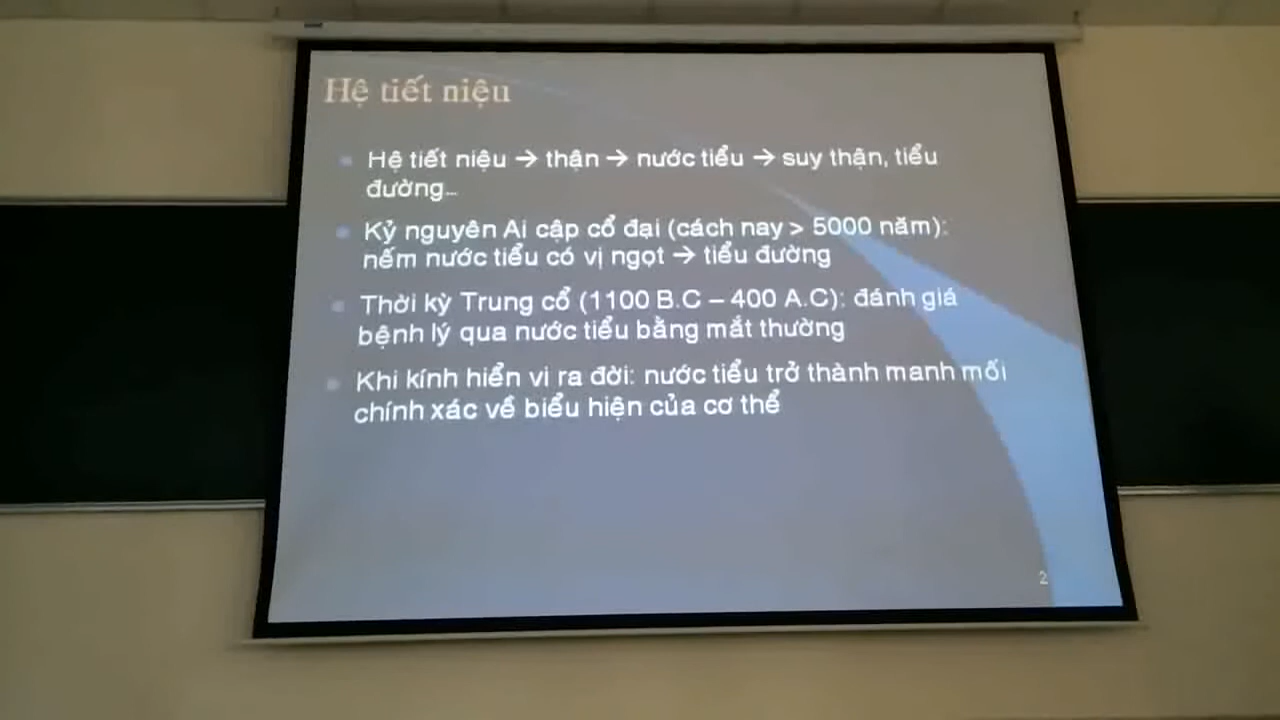 Hệ tiết niệu
Hệ tiết niệu → thận → nước tiểu → suy thận, tiểu
đường…
Kỷ nguyên Ai cập cổ đại (cách nay > 5000 năm):
nếm nước tiểu có vị ngọt → tiểu đường
Thời kỳ Trung cổ (1100 B.C – 400 A.C): đánh giá
bệnh lý qua nước tiểu bằng mắt thường
Khi kính hiển vi ra đời: nước tiểu trở thành manh mối
chính xác về biểu hiện của cơ thể
2